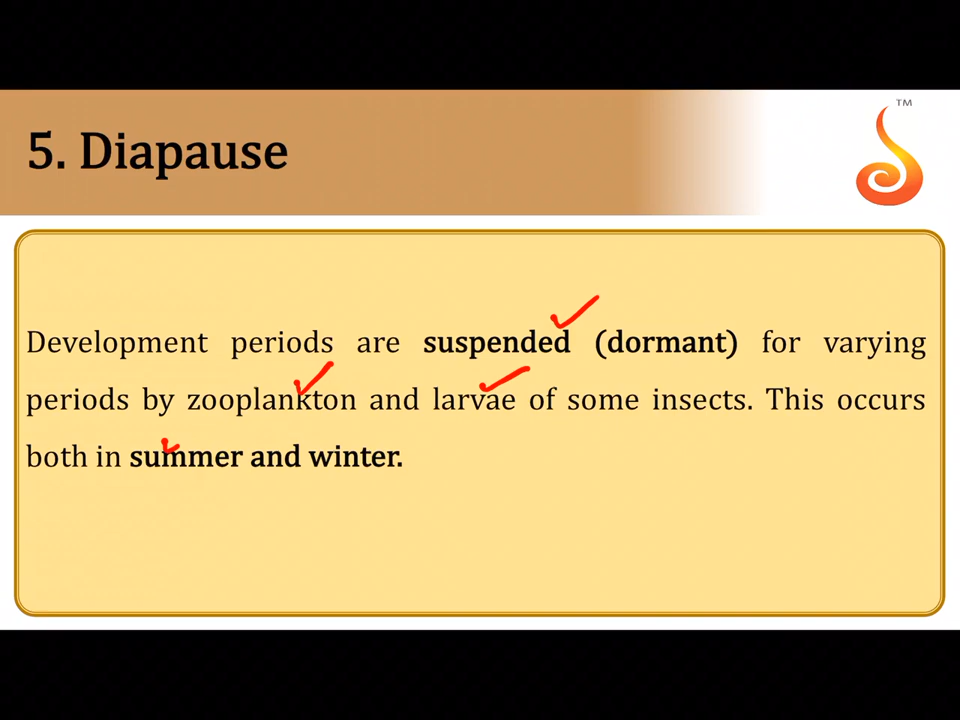 TM
5. Diapause
Development periods are suspended (dormant) for varying
periods by zooplankton and larvae of some insects. This occurs
both in summer and winter.